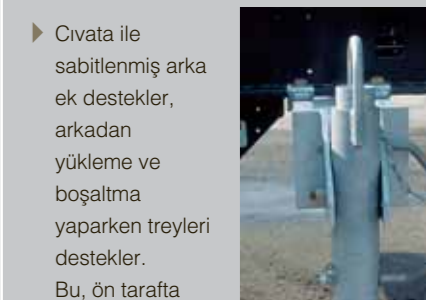 Cıvata ile
sabitlenmiş arka
ek destekler,
arkadan
yükleme ve
boşaltma
yaparken treyleri
destekler.
Bu, ön tarafta